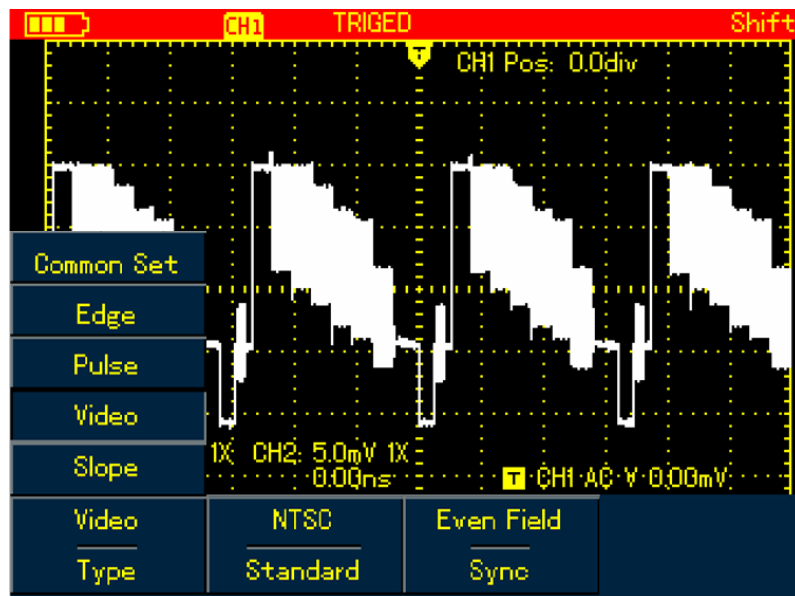 CH1 TRIGED Shift
T CH1 Pos: 0.0div
Common Set
Edge
Pulse
Video
Slope
1X CH2: 5.0mV 1X
0.00ns T CH1 AC V 0.00mV
Video NTSC Even Field
Type Standard Sync